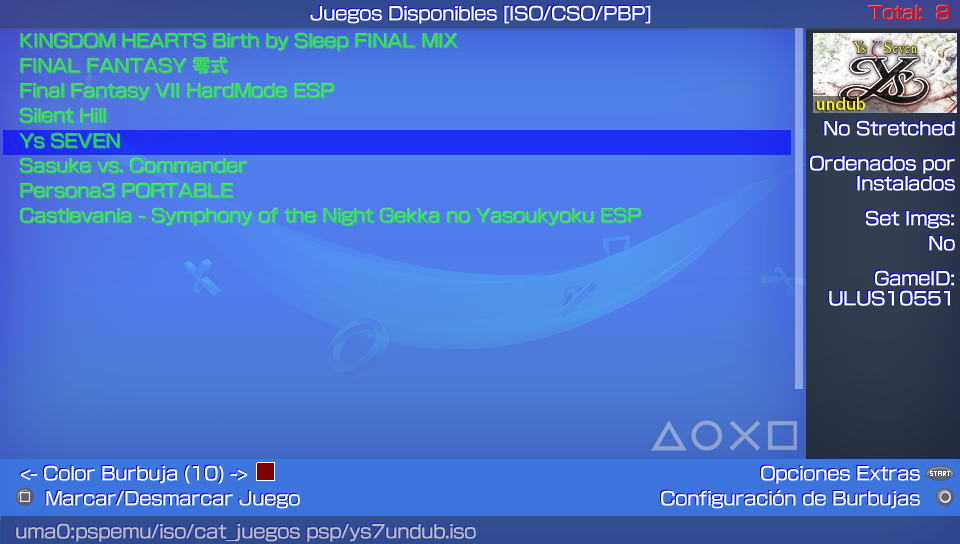 Juegos Disponibles [ISO/CSO/PBP]
Total: 8
KINGDOM HEARTS Birth by Sleep FINAL MIX
FINAL FANTASY 零式
Final Fantasy VII HardMode ESP
Silent Hill
Ys SEVEN
Sasuke vs. Commander
Persona3 PORTABLE
Castlevania - Symphony of the Night Gekka no Yasoukyoku ESP
Ys Seven
Ys
undub
No Stretched
Ordenados por
Instalados
Set Imgs:
No
GameID:
ULUS10551
<- Color Burbuja (10) ->
Opciones Extras START
Marcar/Desmarcar Juego
Configuración de Burbujas
uma0:pspemu/iso/cat_juegos psp/ys7undub.iso